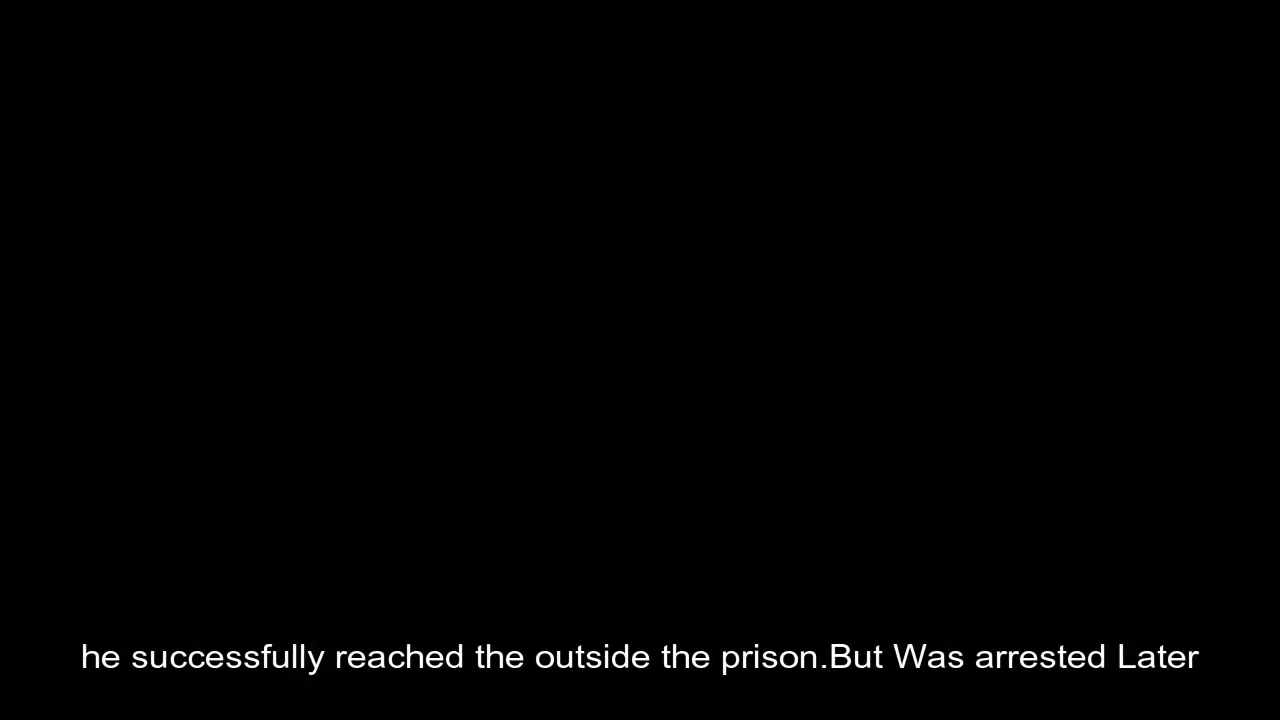 he successfully reached the outside the prison.But Was arrested Later